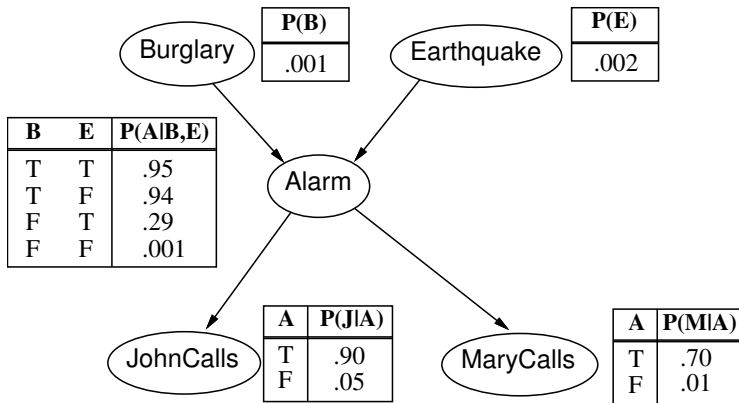 Burglary
P(B)
.001
Earthquake
P(E)
.002
B E P(A|B,E)
T T .95
T F .94
F T .29
F F .001
Alarm
JohnCalls
A P(J|A)
T .90
F .05
MaryCalls
A P(M|A)
T .70
F .01